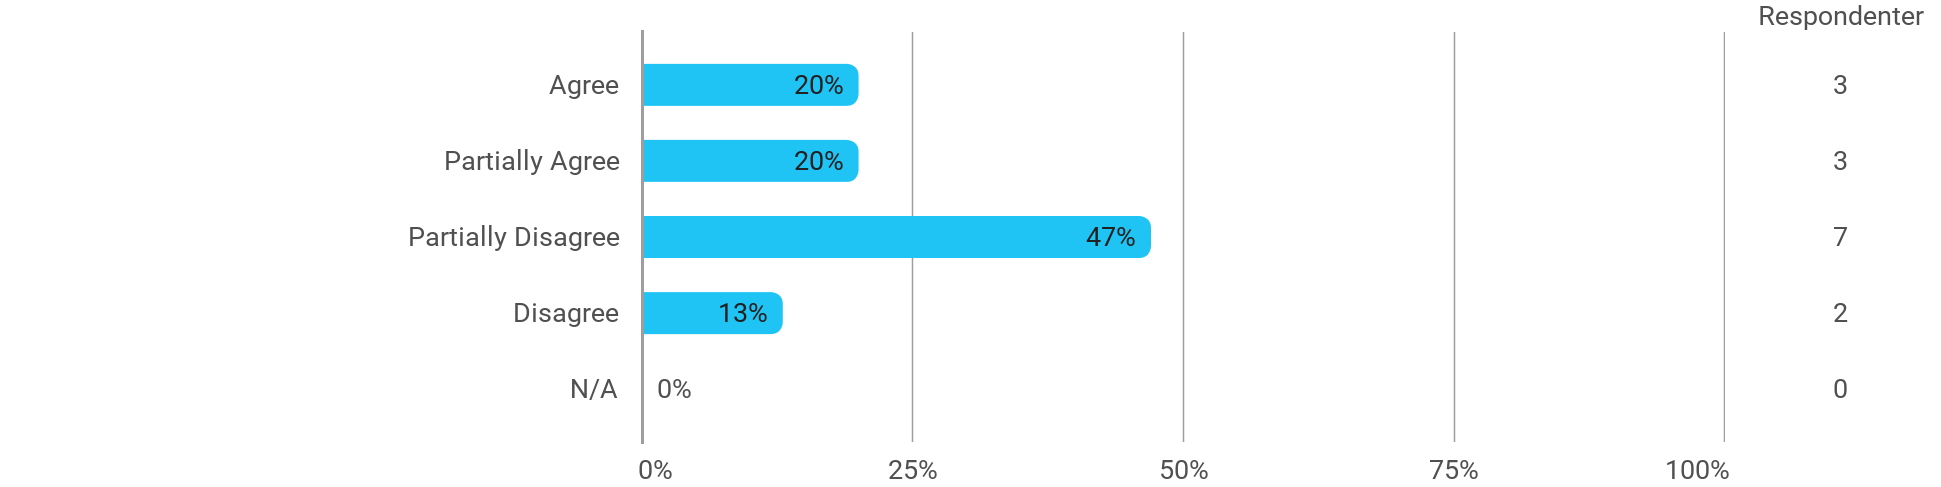 Respondenter
Agree 20% 3
Partially Agree 20% 3
Partially Disagree 47% 7
Disagree 13% 2
N/A 0% 0
0% 25% 50% 75% 100%